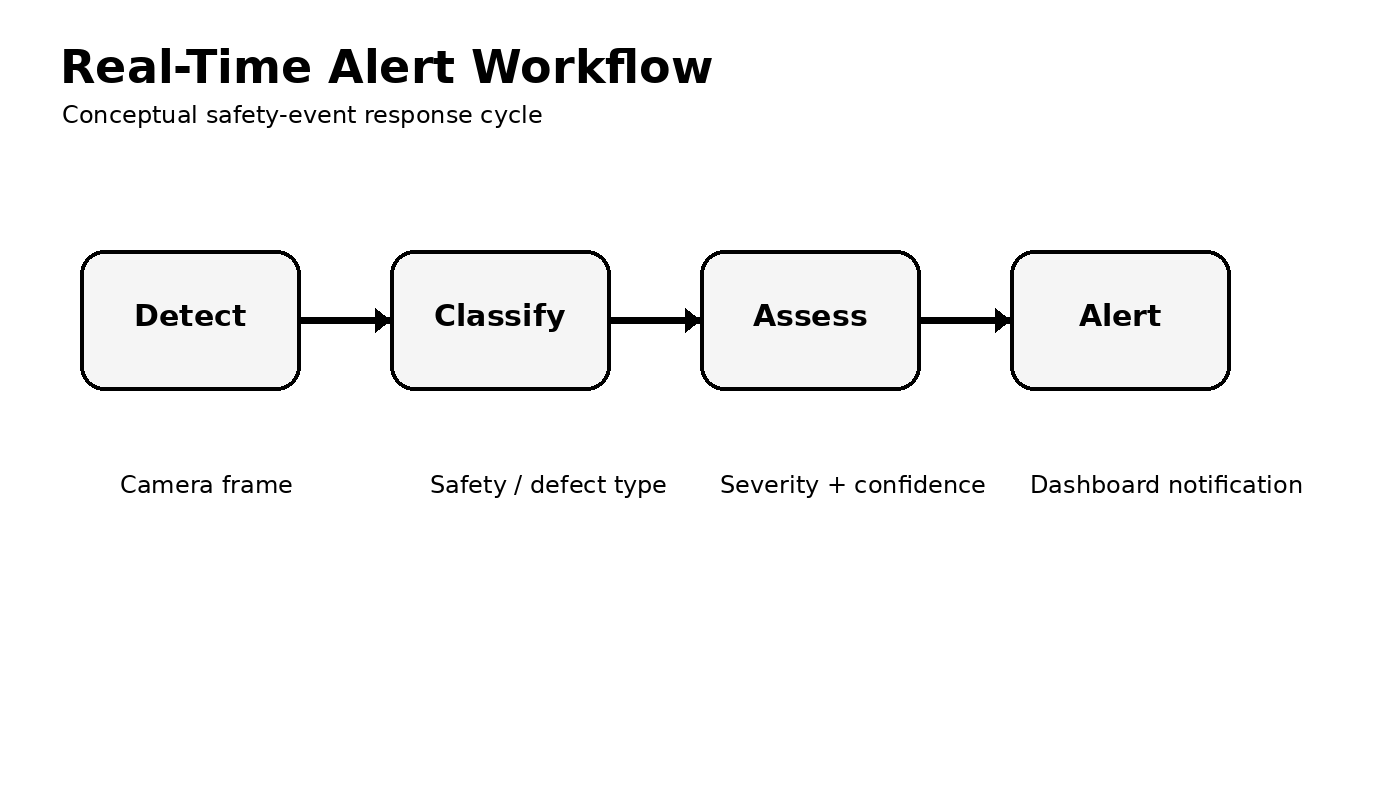 Real-Time Alert Workflow
Conceptual safety-event response cycle
Detect
Classify
Assess
Alert
Camera frame
Safety / defect type
Severity + confidence
Dashboard notification